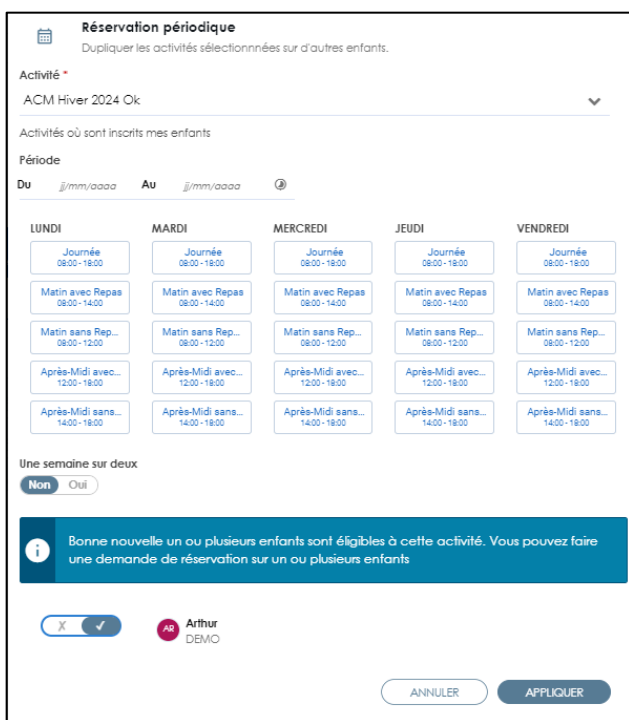 Réservation périodique
Dupliquer les activités sélectionnnées sur d'autres enfants.
Activité *
ACM Hiver 2024 Ok
Activités où sont inscrits mes enfants
Période
Du jj/mm/aaaa Au jj/mm/aaaa
LUNDI MARDI MERCREDI JEUDI VENDREDI
Journée Journée Journée Journée Journée
08:00 - 18:00 08:00 - 18:00 08:00 - 18:00 08:00 - 18:00 08:00 - 18:00
Matin avec Repas Matin avec Repas Matin avec Repas Matin avec Repas Matin avec Repas
08:00 - 14:00 08:00 - 14:00 08:00 - 14:00 08:00 - 14:00 08:00 - 14:00
Matin sans Rep... Matin sans Rep... Matin sans Rep... Matin sans Rep... Matin sans Rep...
08:00 - 12:00 08:00 - 12:00 08:00 - 12:00 08:00 - 12:00 08:00 - 12:00
Après-Midi avec... Après-Midi avec... Après-Midi avec... Après-Midi avec... Après-Midi avec...
12:00 - 18:00 12:00 - 18:00 12:00 - 18:00 12:00 - 18:00 12:00 - 18:00
Après-Midi sans... Après-Midi sans... Après-Midi sans... Après-Midi sans... Après-Midi sans...
14:00 - 18:00 14:00 - 18:00 14:00 - 18:00 14:00 - 18:00 14:00 - 18:00
Une semaine sur deux
Non Oui
Bonne nouvelle un ou plusieurs enfants sont éligibles à cette activité. Vous pouvez faire
une demande de réservation sur un ou plusieurs enfants
AR Arthur
DEMO
ANNULER APPLIQUER